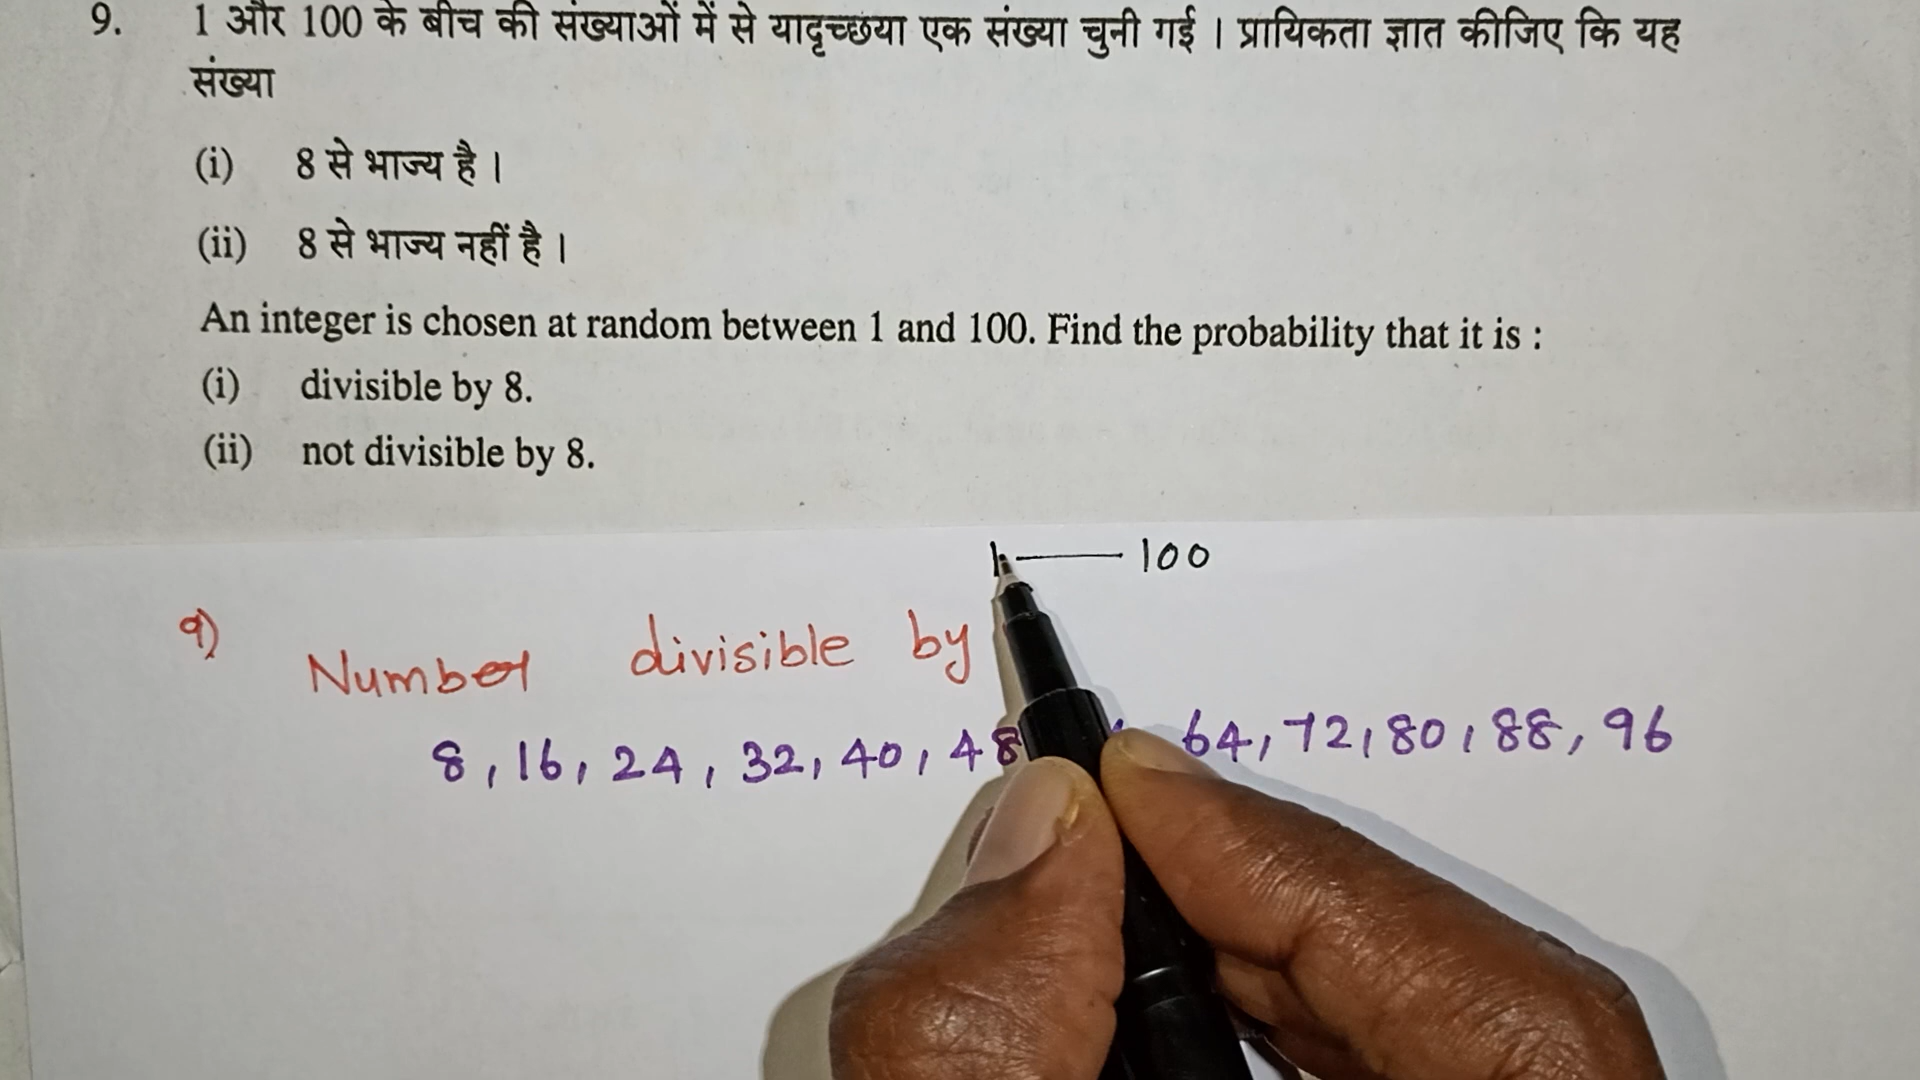 9. 1 और 100 के बीच की संख्याओं में से यादृच्छया एक संख्या चुनी गई । प्रायिकता ज्ञात कीजिए कि यह
संख्या
(i) 8 से भाज्य है ।
(ii) 8 से भाज्य नहीं है ।
An integer is chosen at random between 1 and 100. Find the probability that it is :
(i) divisible by 8.
(ii) not divisible by 8.
1 — 100
9) Number divisible by
8, 16, 24, 32, 40, 48 64, 72, 80, 88, 96